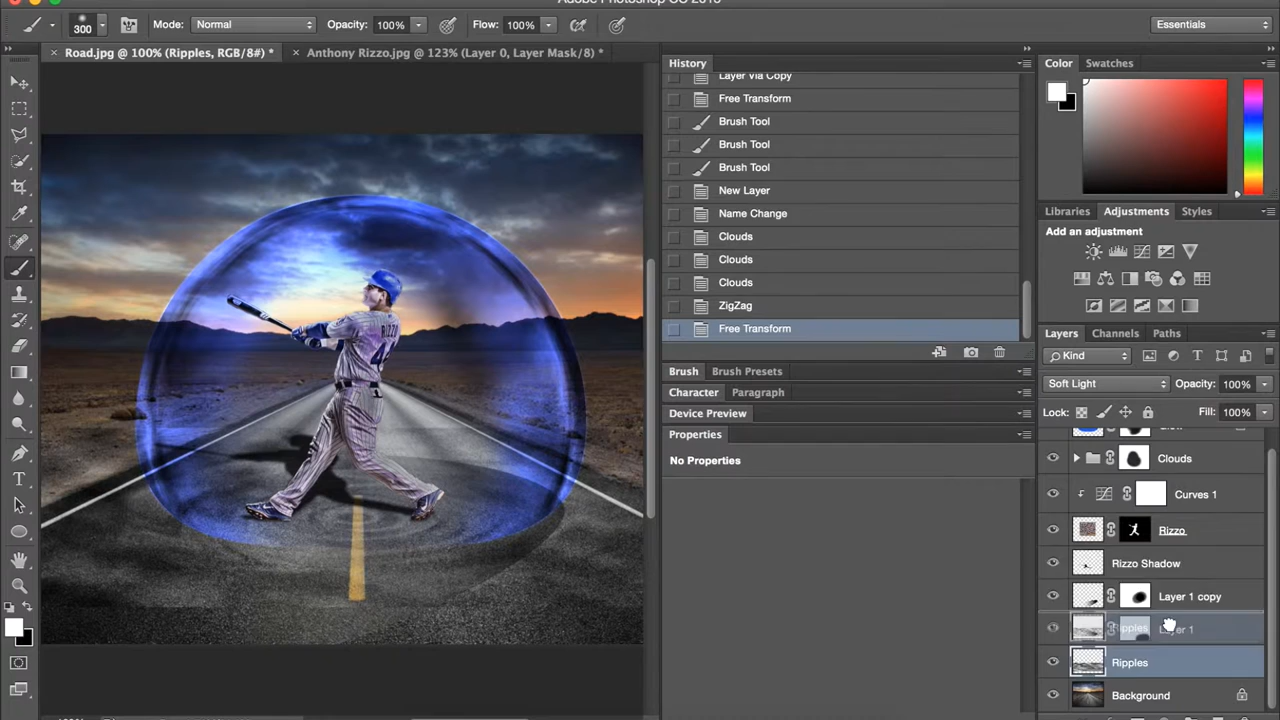 300
Mode:
Normal
Opacity:
100%
Flow:
100%
Essentials
Road.jpg @ 100% (Ripples, RGB/8#) *
Anthony Rizzo.jpg @ 123% (Layer 0, Layer Mask/8) *
History
Layer Via Copy
Free Transform
Brush Tool
Brush Tool
Brush Tool
New Layer
Name Change
Clouds
Clouds
Clouds
ZigZag
Free Transform
Brush
Brush Presets
Character
Paragraph
Device Preview
Properties
No Properties
Color
Swatches
Libraries
Adjustments
Styles
Add an adjustment
Layers
Channels
Paths
Kind
Soft Light
Opacity:
100%
Lock:
Fill:
100%
Clouds
Curves 1
Rizzo
Rizzo Shadow
Layer 1 copy
Ripples
Layer 1
Ripples
Background
RIZZO